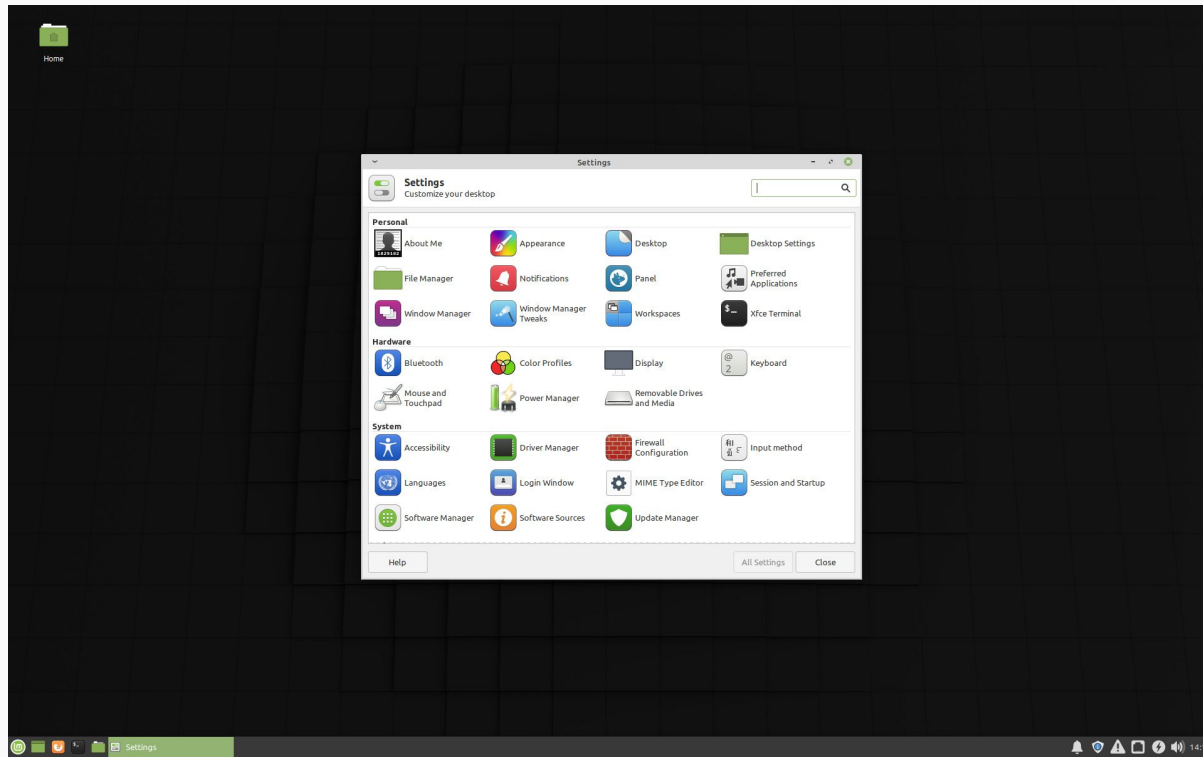 Home
Settings
Settings
Customize your desktop
Personal
About Me
Appearance
Desktop
Desktop Settings
File Manager
Notifications
Panel
Preferred
Applications
Window Manager
Window Manager
Tweaks
Workspaces
Xfce Terminal
Hardware
Bluetooth
Color Profiles
Display
Keyboard
Mouse and
Touchpad
Power Manager
Removable Drives
and Media
System
Accessibility
Driver Manager
Firewall
Configuration
Input method
Languages
Login Window
MIME Type Editor
Session and Startup
Software Manager
Software Sources
Update Manager
Help
All Settings
Close
Settings
14: